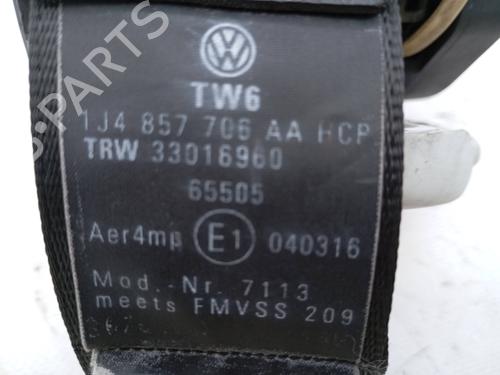 VW
TW6
1J4 857 706 AA HCP
TRW 33016960
65505
Aer4mp E1 040316
Mod.-Nr. 7113
meets FMVSS 209
B-PARTS